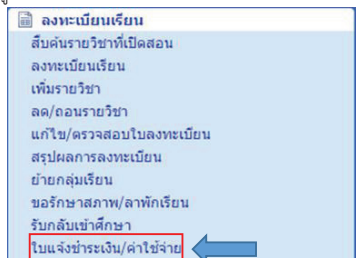 ลงทะเบียนเรียน
สืบค้นรายวิชาที่เปิดสอน
ลงทะเบียนเรียน
เพิ่มรายวิชา
ลด/ถอนรายวิชา
แก้ไข/ตรวจสอบใบลงทะเบียน
สรุปผลการลงทะเบียน
ย้ายกลุ่มเรียน
ขอรักษาสภาพ/ลาพักเรียน
รับกลับเข้าศึกษา
ใบแจ้งชำระเงิน/ค่าใช้จ่าย